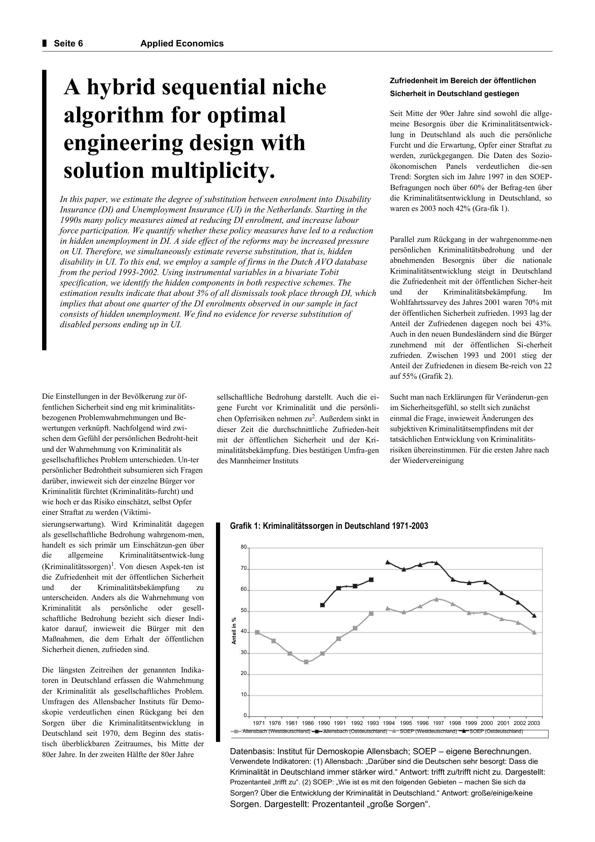 Seite 6 Applied Economics
A hybrid sequential niche
algorithm for optimal
engineering design with
solution multiplicity.
In this paper, we estimate the degree of substitution between enrolment into Disability
Insurance (DI) and Unemployment Insurance (UI) in the Netherlands. Starting in the
1990s many policy measures aimed at reducing DI enrolment, and increase labour
force participation. We quantify whether these policy measures have led to a reduction
in hidden unemployment in DI. A side effect of the reforms may be increased pressure
on UI. Therefore, we simultaneously estimate reverse substitution, that is, hidden
disability in UI. To this end, we employ a sample of firms in the Dutch AVO database
from the period 1993-2002. Using instrumental variables in a bivariate Tobit
specification, we identify the hidden components in both respective schemes. The
estimation results indicate that about 3% of all dismissals took place through DI, which
implies that about one quarter of the DI enrolments observed in our sample in fact
consists of hidden unemployment. We find no evidence for reverse substitution of
disabled persons ending up in UI.
Zufriedenheit im Bereich der öffentlichen
Sicherheit in Deutschland gestiegen
Seit Mitte der 90er Jahre sind sowohl die allge-
meine Besorgnis über die Kriminalitätsentwick-
lung in Deutschland als auch die persönliche
Furcht und die Erwartung, Opfer einer Straftat zu
werden, zurückgegangen. Die Daten des Sozio-
ökonomischen Panels verdeutlichen die-sen
Trend: Sorgten sich im Jahre 1997 in den SOEP-
Befragungen noch über 60% der Befrag-ten über
die Kriminalitätsentwicklung in Deutschland, so
waren es 2003 noch 42% (Gra-fik 1).
Parallel zum Rückgang in der wahrgenomme-nen
persönlichen Kriminalitätsbedrohung und der
abnehmenden Besorgnis über die nationale
Kriminalitätsentwicklung steigt in Deutschland
die Zufriedenheit mit der öffentlichen Sicher-heit
und der Kriminalitätsbekämpfung. Im
Wohlfahrtssurvey des Jahres 2001 waren 70% mit
der öffentlichen Sicherheit zufrieden. 1993 lag der
Anteil der Zufriedenen dagegen noch bei 43%.
Auch in den neuen Bundesländern sind die Bürger
zunehmend mit der öffentlichen Si-cherheit
zufrieden. Zwischen 1993 und 2001 stieg der
Anteil der Zufriedenen in diesem Be-reich von 22
auf 55% (Grafik 2).
Die Einstellungen in der Bevölkerung zur öf-
fentlichen Sicherheit sind eng mit kriminalitäts-
bezogenen Problemwahrnehmungen und Be-
wertungen verknüpft. Nachfolgend wird zwi-
schen dem Gefühl der persönlichen Bedroht-heit
und der Wahrnehmung von Kriminalität als
gesellschaftliches Problem unterschieden. Un-ter
persönlicher Bedrohtheit subsumieren sich Fragen
darüber, inwieweit sich der einzelne Bürger vor
Kriminalität fürchtet (Kriminalitäts-furcht) und
wie hoch er das Risiko einschätzt, selbst Opfer
einer Straftat zu werden (Viktimi-
sierungserwartung). Wird Kriminalität dagegen
als gesellschaftliche Bedrohung wahrgenom-men,
handelt es sich primär um Einschätzun-gen über
die allgemeine Kriminalitätsentwick-lung
(Kriminalitätssorgen)1. Von diesen Aspek-ten ist
die Zufriedenheit mit der öffentlichen Sicherheit
und der Kriminalitätsbekämpfung zu
unterscheiden. Anders als die Wahrnehmung von
Kriminalität als persönliche oder gesell-
schaftliche Bedrohung bezieht sich dieser Indi-
kator darauf, inwieweit die Bürger mit den
Maßnahmen, die dem Erhalt der öffentlichen
Sicherheit dienen, zufrieden sind.
Die längsten Zeitreihen der genannten Indika-
toren in Deutschland erfassen die Wahrnehmung
der Kriminalität als gesellschaftliches Problem.
Umfragen des Allensbacher Instituts für Demo-
skopie verdeutlichen einen Rückgang bei den
Sorgen über die Kriminalitätsentwicklung in
Deutschland seit 1970, dem Beginn des statis-
tisch überblickbaren Zeitraumes, bis Mitte der
80er Jahre. In der zweiten Hälfte der 80er Jahre
sellschaftliche Bedrohung darstellt. Auch die ei-
gene Furcht vor Kriminalität und die persönli-
chen Opferrisiken nehmen zu2. Außerdem sinkt in
dieser Zeit die durchschnittliche Zufrieden-heit
mit der öffentlichen Sicherheit und der Kri-
minalitätsbekämpfung. Dies bestätigen Umfra-gen
des Mannheimer Instituts
Sucht man nach Erklärungen für Veränderun-gen
im Sicherheitsgefühl, so stellt sich zunächst
einmal die Frage, inwieweit Änderungen des
subjektiven Kriminalitätsempfindens mit der
tatsächlichen Entwicklung von Kriminalitäts-
risiken übereinstimmen. Für die ersten Jahre nach
der Wiedervereinigung
Grafik 1: Kriminalitätssorgen in Deutschland 1971-2003
Anteil in %
80
70
60
50
40
30
20
10
0
1971 1976 1981 1986 1990 1991 1992 1993 1994 1995 1996 1997 1998 1999 2000 2001 2002 2003
Allensbach (Westdeutschland) Allensbach (Ostdeutschland) SOEP (Westdeutschland) SOEP (Ostdeutschland)
Datenbasis: Institut für Demoskopie Allensbach; SOEP – eigene Berechnungen.
Verwendete Indikatoren: (1) Allensbach: „Darüber sind die Deutschen sehr besorgt: Dass die
Kriminalität in Deutschland immer stärker wird.“ Antwort: trifft zu/trifft nicht zu. Dargestellt:
Prozentanteil „trifft zu“. (2) SOEP: „Wie ist es mit den folgenden Gebieten – machen Sie sich da
Sorgen? Über die Entwicklung der Kriminalität in Deutschland.“ Antwort: große/einige/keine
Sorgen. Dargestellt: Prozentanteil „große Sorgen“.